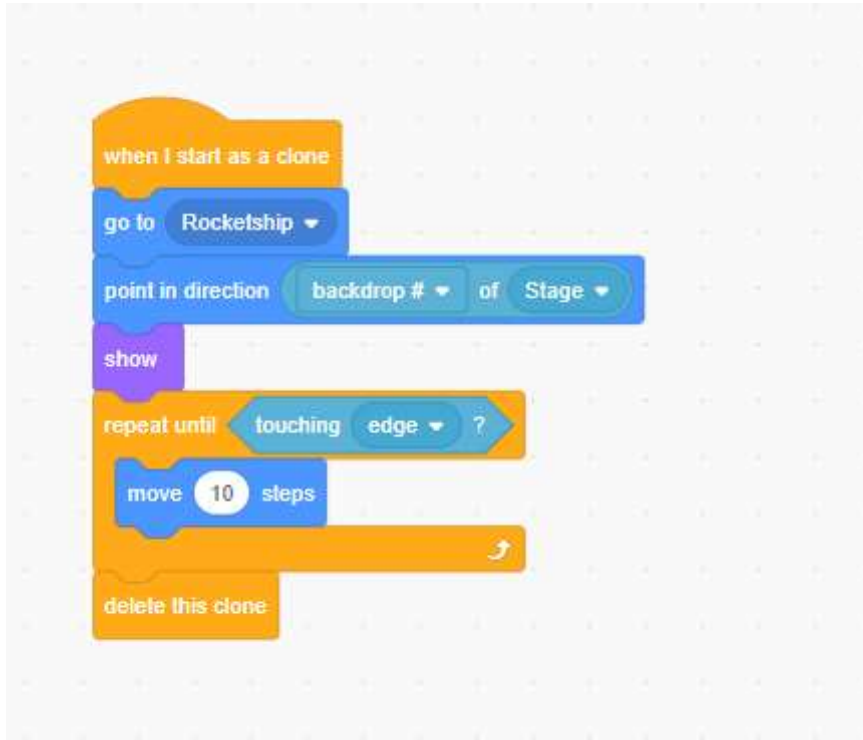 when I start as a clone
go to Rocketship
point in direction backdrop # of Stage
show
repeat until touching edge ?
move 10 steps
delete this clone